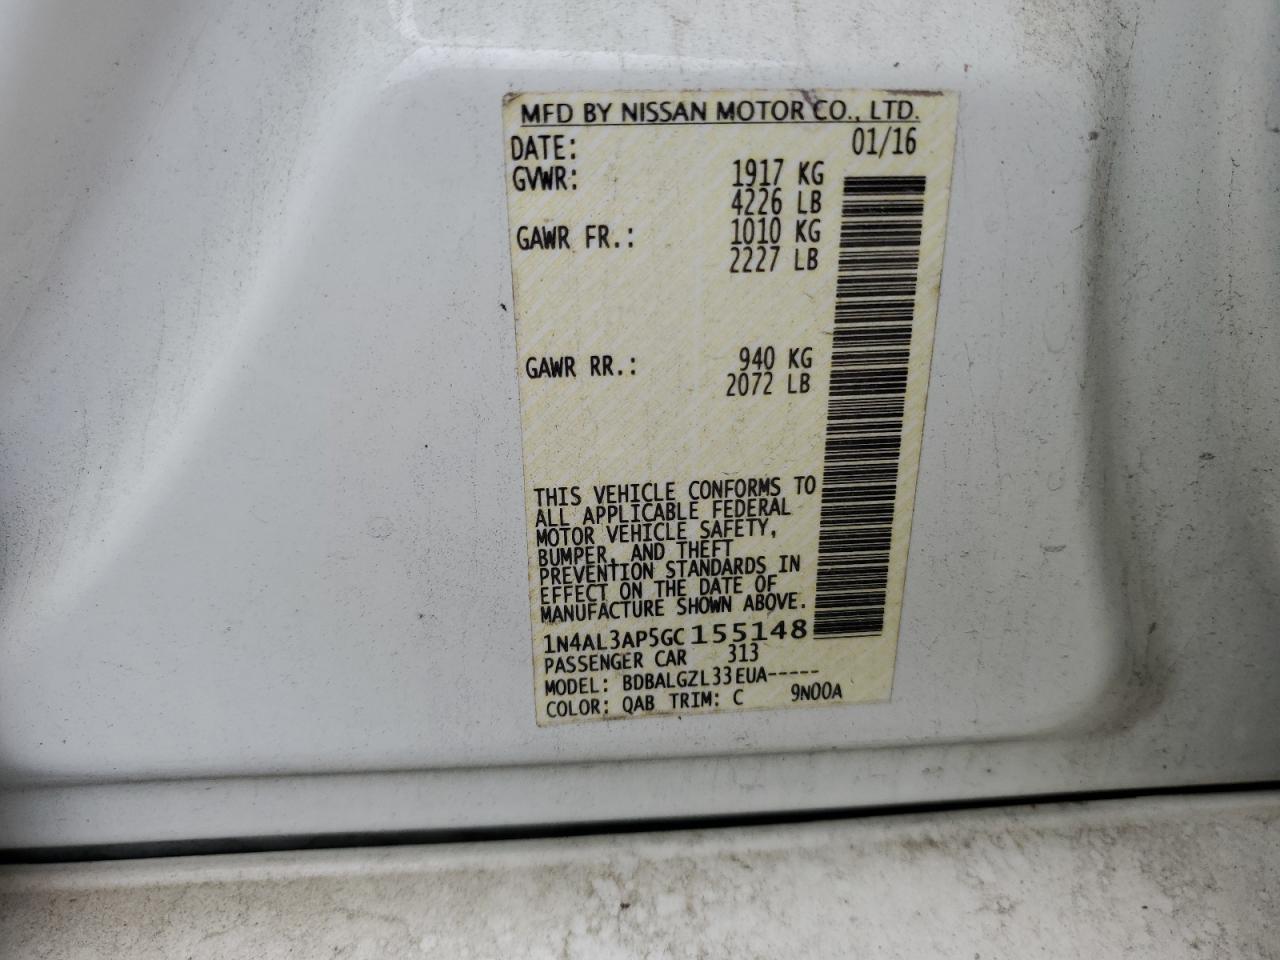 MFD BY NISSAN MOTOR CO., LTD.
DATE: 01/16
GVWR: 1917 KG
4226 LB
GAWR FR.: 1010 KG
2227 LB
GAWR RR.: 940 KG
2072 LB
THIS VEHICLE CONFORMS TO
ALL APPLICABLE FEDERAL
MOTOR VEHICLE SAFETY,
BUMPER, AND THEFT
PREVENTION STANDARDS IN
EFFECT ON THE DATE OF
MANUFACTURE SHOWN ABOVE.
1N4AL3AP5GC155148
PASSENGER CAR 313
MODEL: BDBALGZL33EUA-----
COLOR: QAB TRIM: C 9N00A